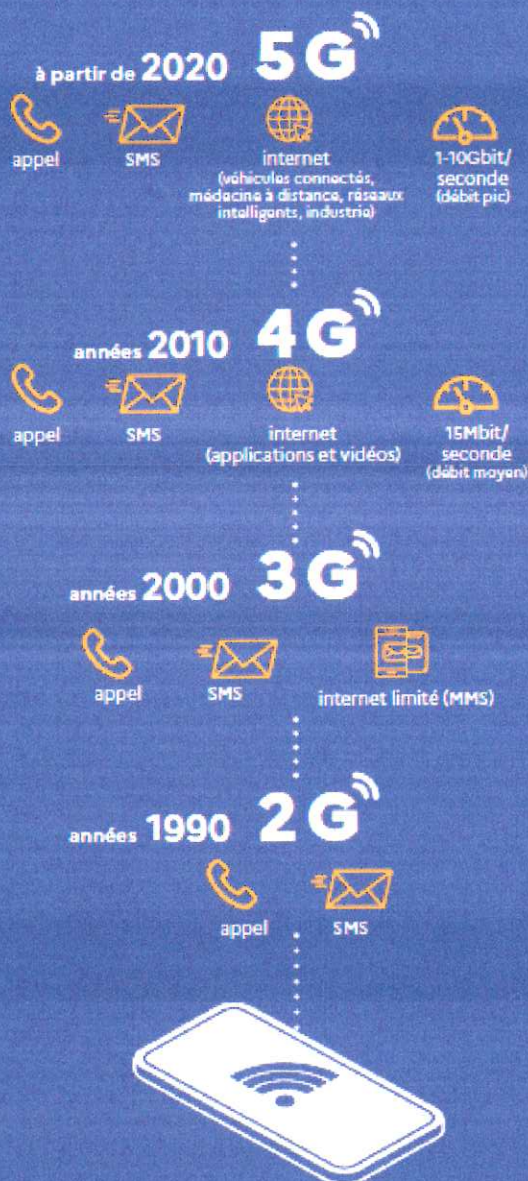 à partir de 2020 5G
appel
SMS
internet
(véhicules connectés,
médecine à distance, réseaux
intelligents, industrie)
1-10Gbit/
seconde
(débit pic)
années 2010 4G
appel
SMS
internet
(applications et vidéos)
15Mbit/
seconde
(débit moyen)
années 2000 3G
appel
SMS
internet limité (MMS)
années 1990 2G
appel
SMS